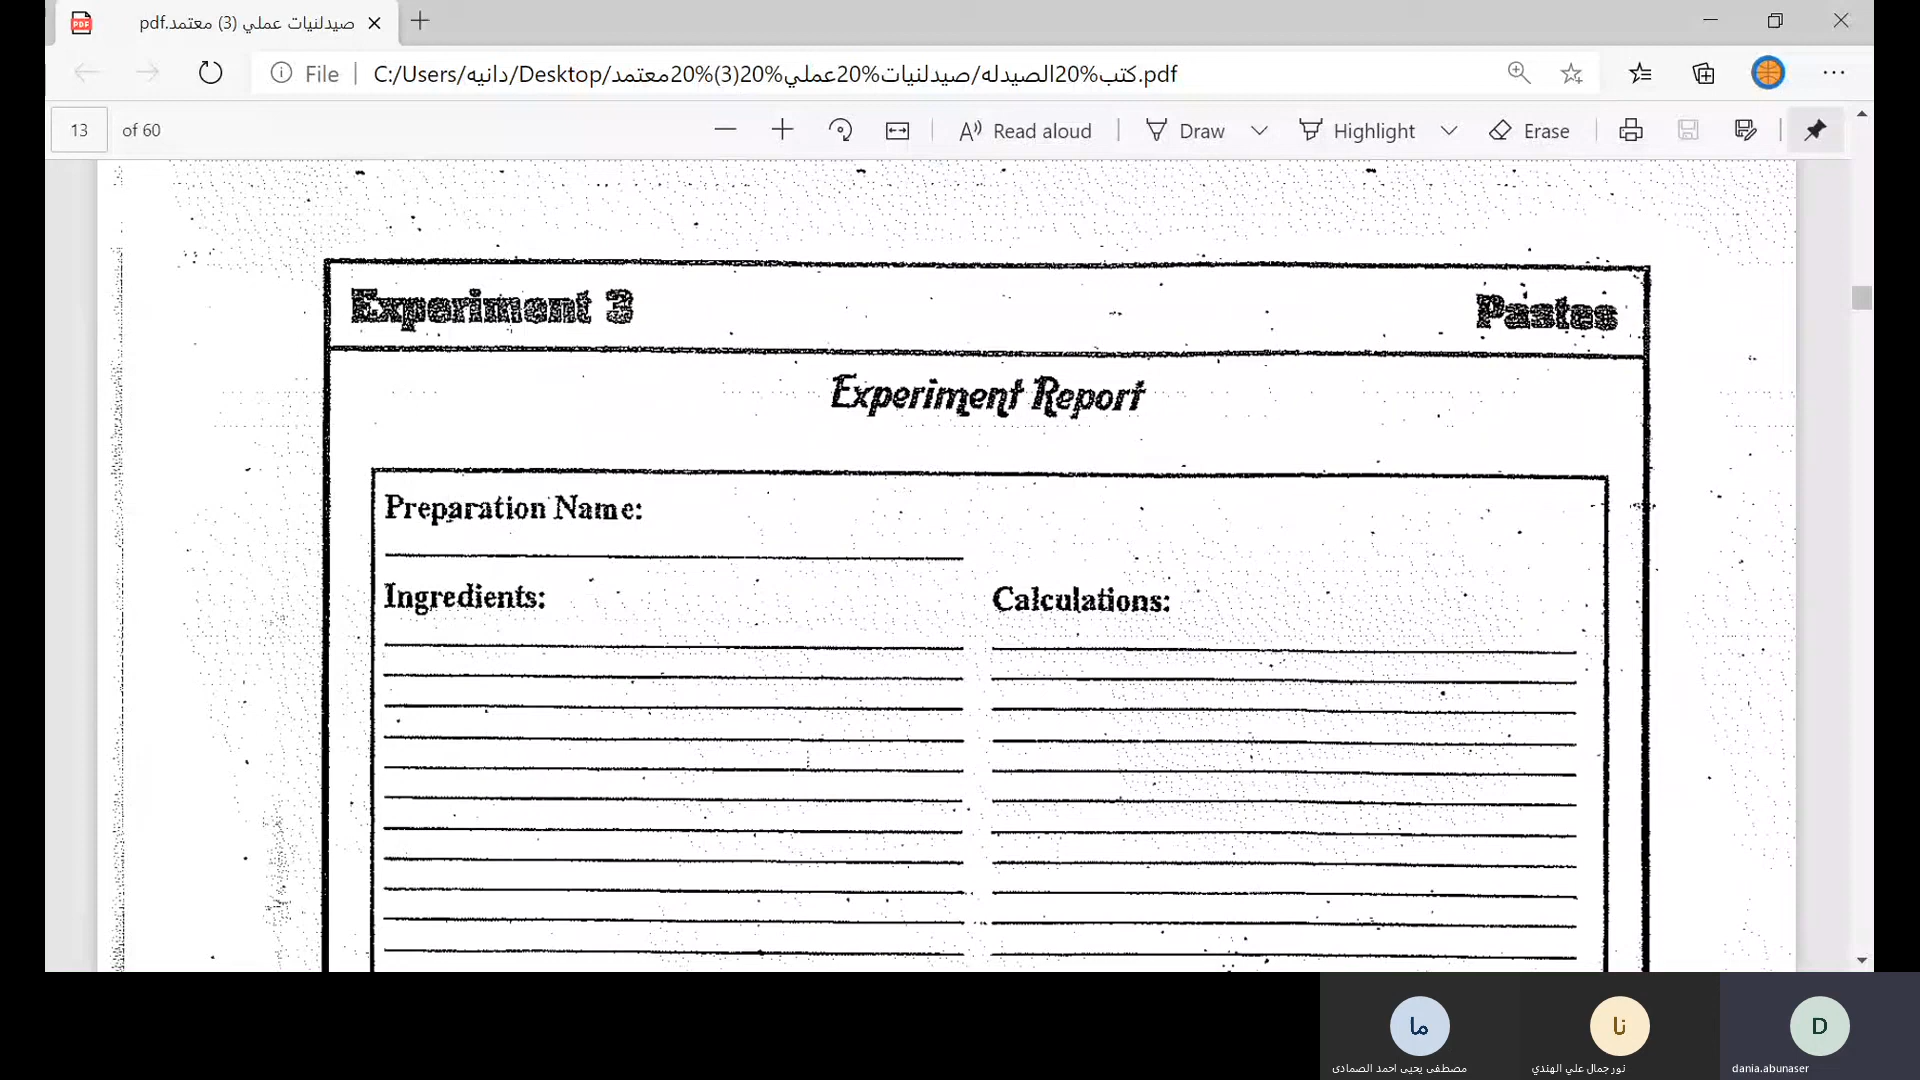 صيدلنيات عملي (3) معتمد.pdf
File
C:/Users/دانيه/Desktop/كتب%20الصيدله/صيدلنيات%20عملي%20(3)%20معتمد.pdf
13 of 60
Read aloud
Draw
Highlight
Erase
Experiment 3
Pastes
Experiment Report
Preparation Name:
Ingredients:
Calculations:
ما
نا
D
مصطفى يحيى احمد الصمادي
نور جمال علي الهندي
dania.abunaser